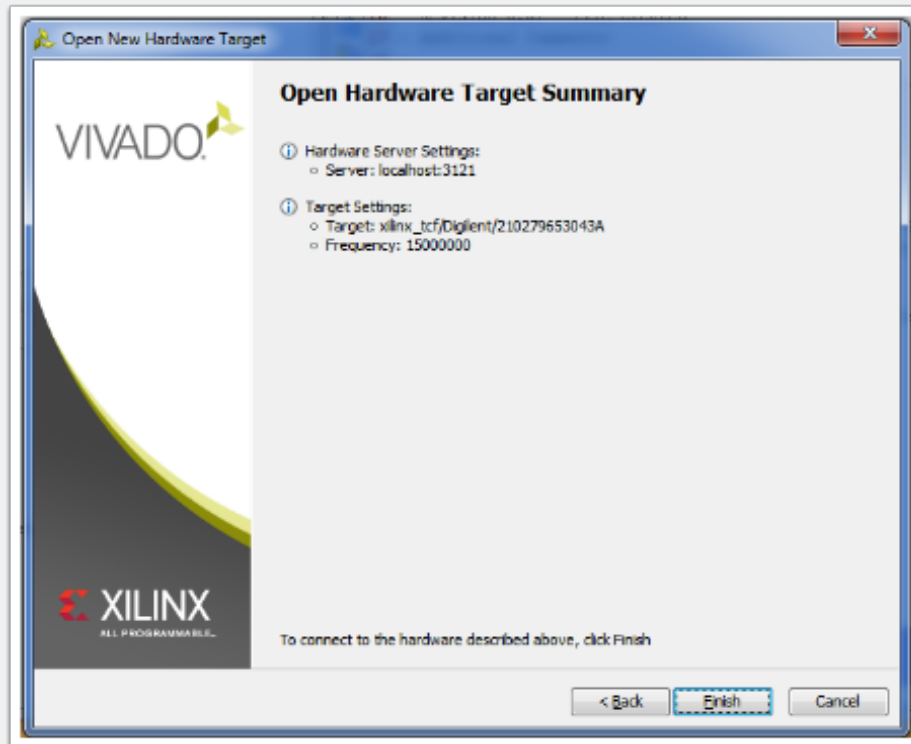 Open New Hardware Target
Open Hardware Target Summary
VIVADO.
Hardware Server Settings:
Server: localhost:3121
Target Settings:
Target: xilinx_tcf/Digilent/210279653043A
Frequency: 15000000
XILINX
ALL PROGRAMMABLE.
To connect to the hardware described above, click Finish
< Back Finish Cancel